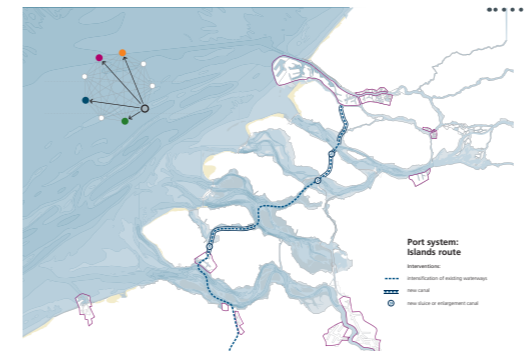 Port system:
Islands route
Interventions:
intensification of existing waterways
new canal
new sluice or enlargement canal